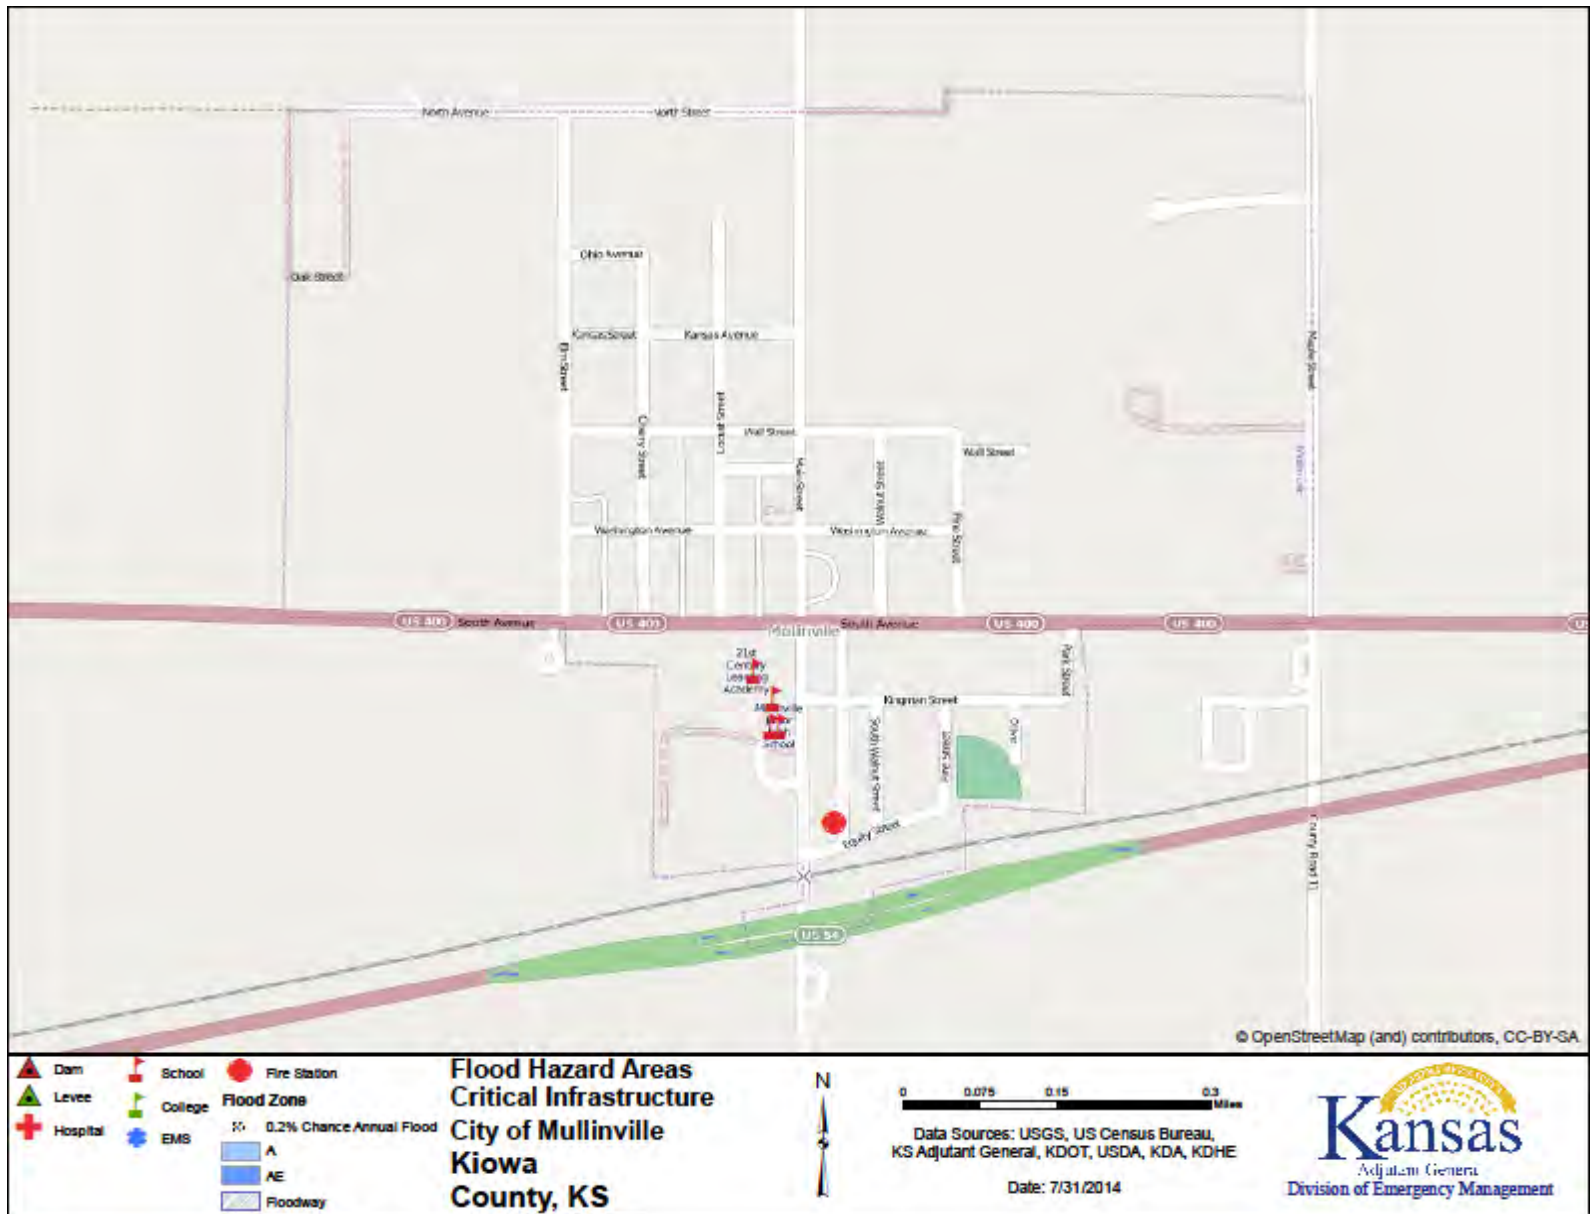 North Avenue
North Street
Ohio Avenue
Oak Street
Kansas Street
Kansas Avenue
Elm Street
Maple Street
Locust Street
Cherry Street
Wall Street
Wall Street
Main Street
Walnut Street
Pine Street
Washington Avenue
Washington Avenue
US 400
South Avenue
US 400
Mullinville
South Avenue
US 400
US 400
US
21st
Century
Learning
Academy
Park Street
Kingman Street
Mullinville
Junior
High
School
South Walnut Street
Pine Street
Olive
Equity Street
County Road 11
US 54
© OpenStreetMap (and) contributors, CC-BY-SA
Dam
Levee
Hospital
School
College
EMS
Fire Station
Flood Zone
0.2% Chance Annual Flood
A
AE
Floodway
Flood Hazard Areas
Critical Infrastructure
City of Mullinville
Kiowa
County, KS
N
0 0.075 0.15 0.3
Miles
Data Sources: USGS, US Census Bureau,
KS Adjutant General, KDOT, USDA, KDA, KDHE
Date: 7/31/2014
Kansas
Adjutant General
Division of Emergency Management